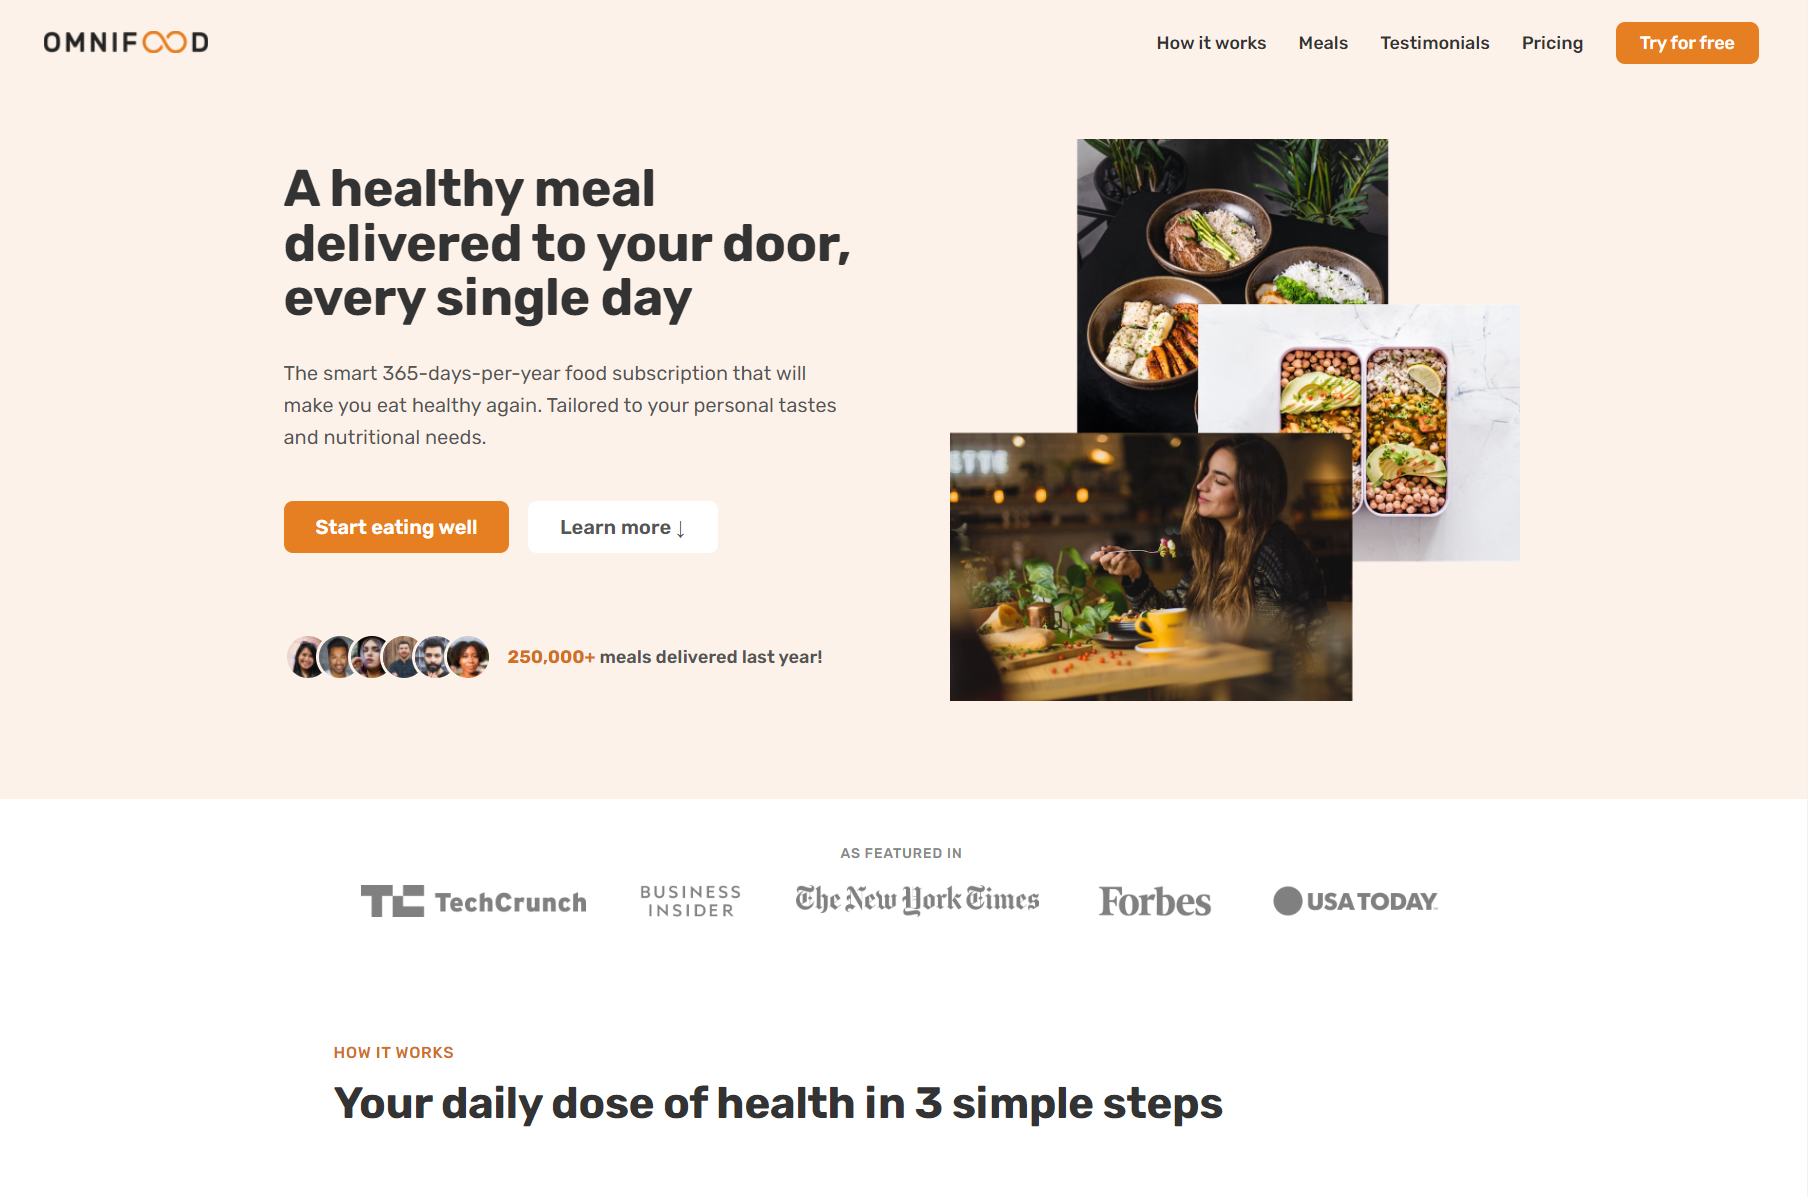 OMNIFOOD
How it works
Meals
Testimonials
Pricing
Try for free
A healthy meal
delivered to your door,
every single day
The smart 365-days-per-year food subscription that will
make you eat healthy again. Tailored to your personal tastes
and nutritional needs.
Start eating well
Learn more ↓
250,000+ meals delivered last year!
ETTE
AS FEATURED IN
TC TechCrunch
BUSINESS
INSIDER
The New York Times
Forbes
USA TODAY
HOW IT WORKS
Your daily dose of health in 3 simple steps